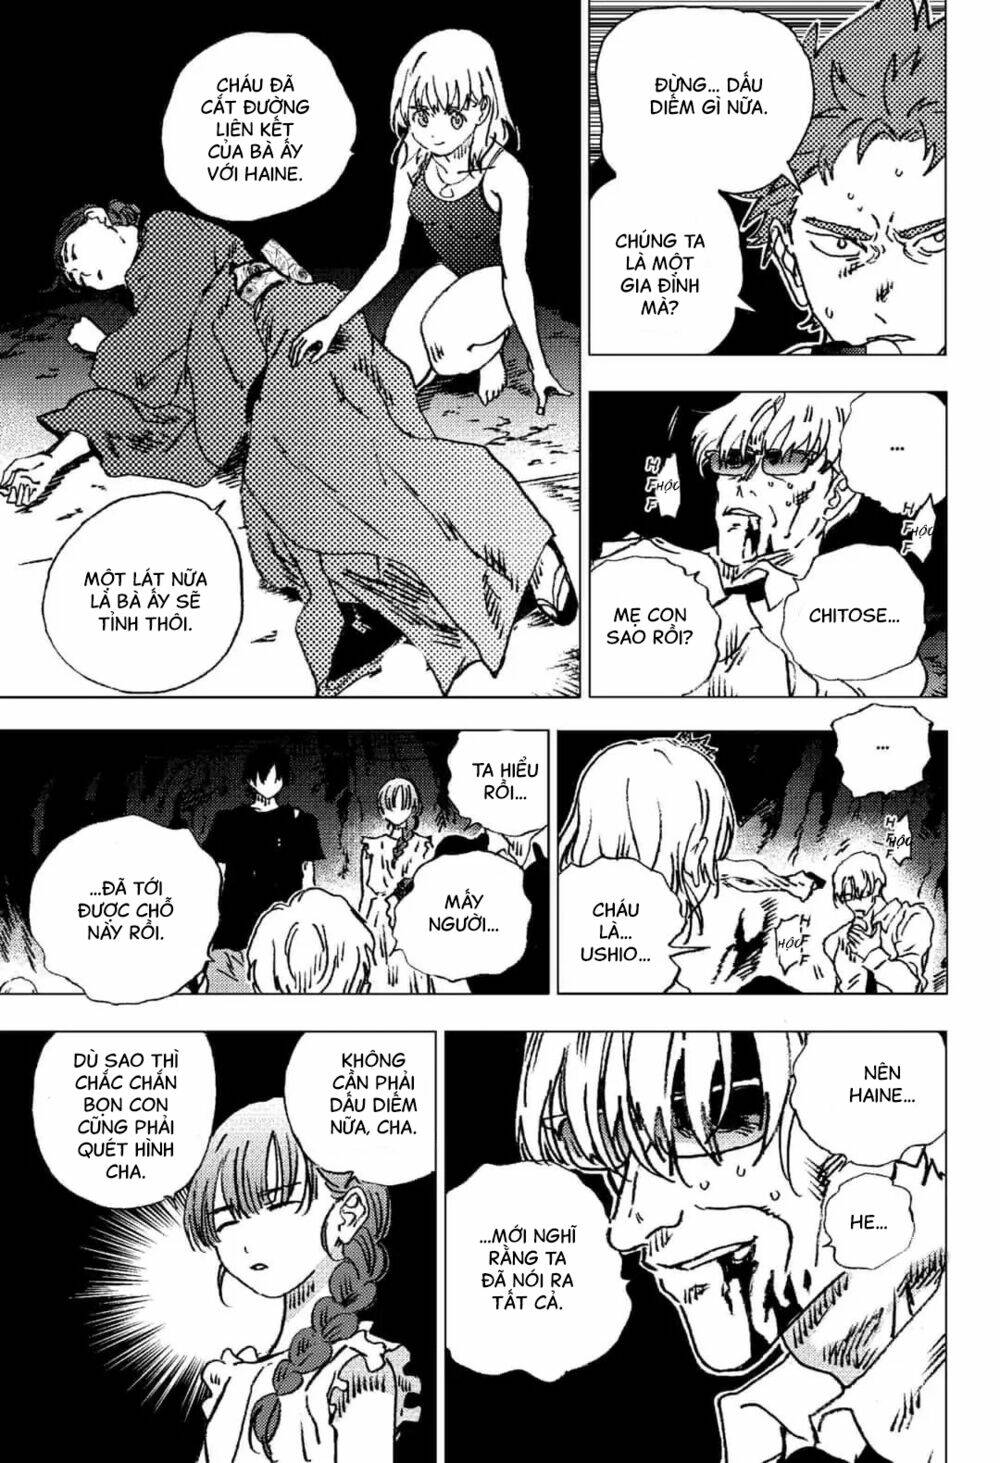 ĐỪNG... DẤU
DIẾM GÌ NỮA.
CHÚNG TA
LÀ MỘT
GIA ĐÌNH
MÀ?
CHÁU ĐÃ
CẮT ĐƯỜNG
LIÊN KẾT
CỦA BÀ ẤY
VỚI HAINE.
MỘT LÁT NỮA
LÀ BÀ ẤY SẼ
TỈNH THÔI.
...
HFF
HỘC
HFF
HỘC
CHITOSE...
MẸ CON
SAO RỒI?
...
HFF
HỘC
HFF
HỘC
CHÁU
LÀ...
USHIO...
TA HIỂU
RỒI...
MẤY
NGƯỜI...
...ĐÃ TỚI
ĐƯỢC CHỖ
NÀY RỒI.
NÊN
HAINE...
HE...
...MỚI NGHĨ
RẰNG TA
ĐÃ NÓI RA
TẤT CẢ.
KHÔNG
CẦN PHẢI
DẤU DIẾM
NỮA, CHA.
DÙ SAO THÌ
CHẮC CHẮN
BỌN CON
CŨNG PHẢI
QUÉT HÌNH
CHA.